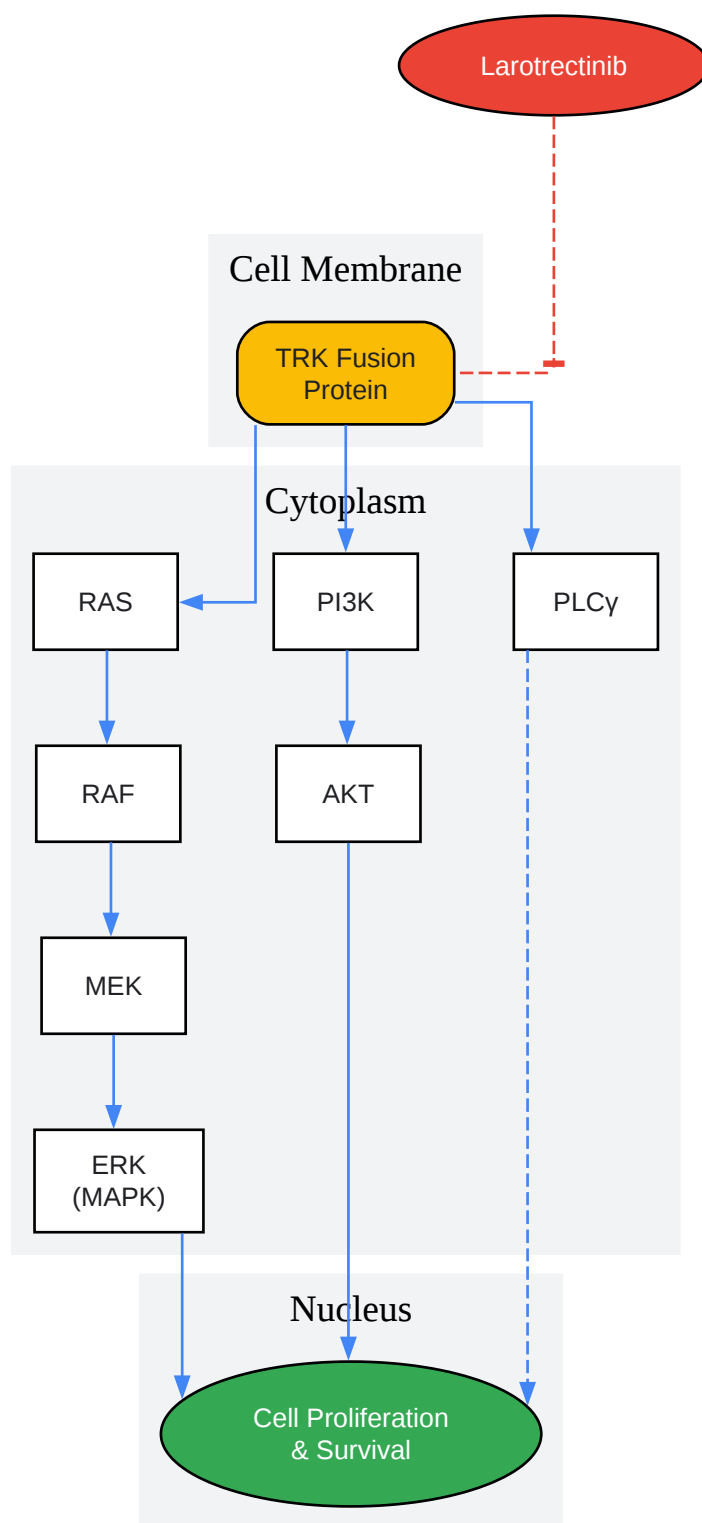 Larotrectinib
Cell Membrane
TRK Fusion
Protein
Cytoplasm
RAS
PI3K
PLCγ
RAF
AKT
MEK
ERK
(MAPK)
Nucleus
Cell Proliferation
& Survival